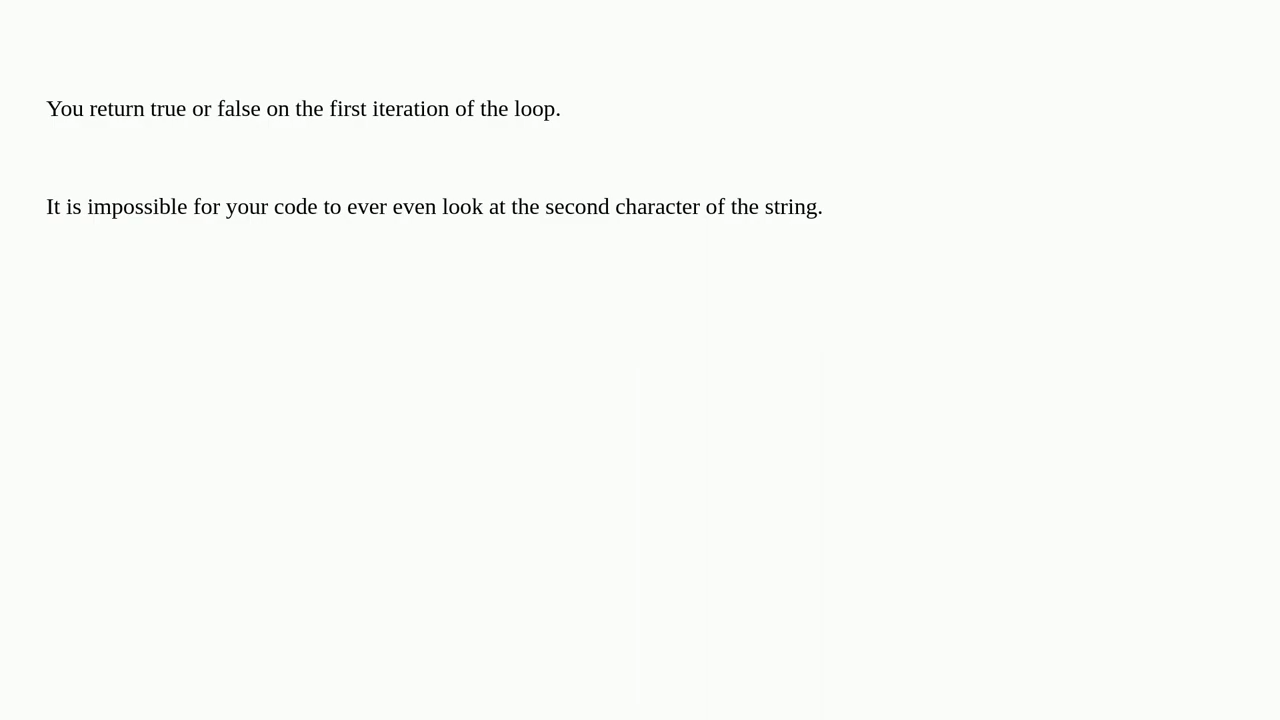 You return true or false on the first iteration of the loop.
It is impossible for your code to ever even look at the second character of the string.